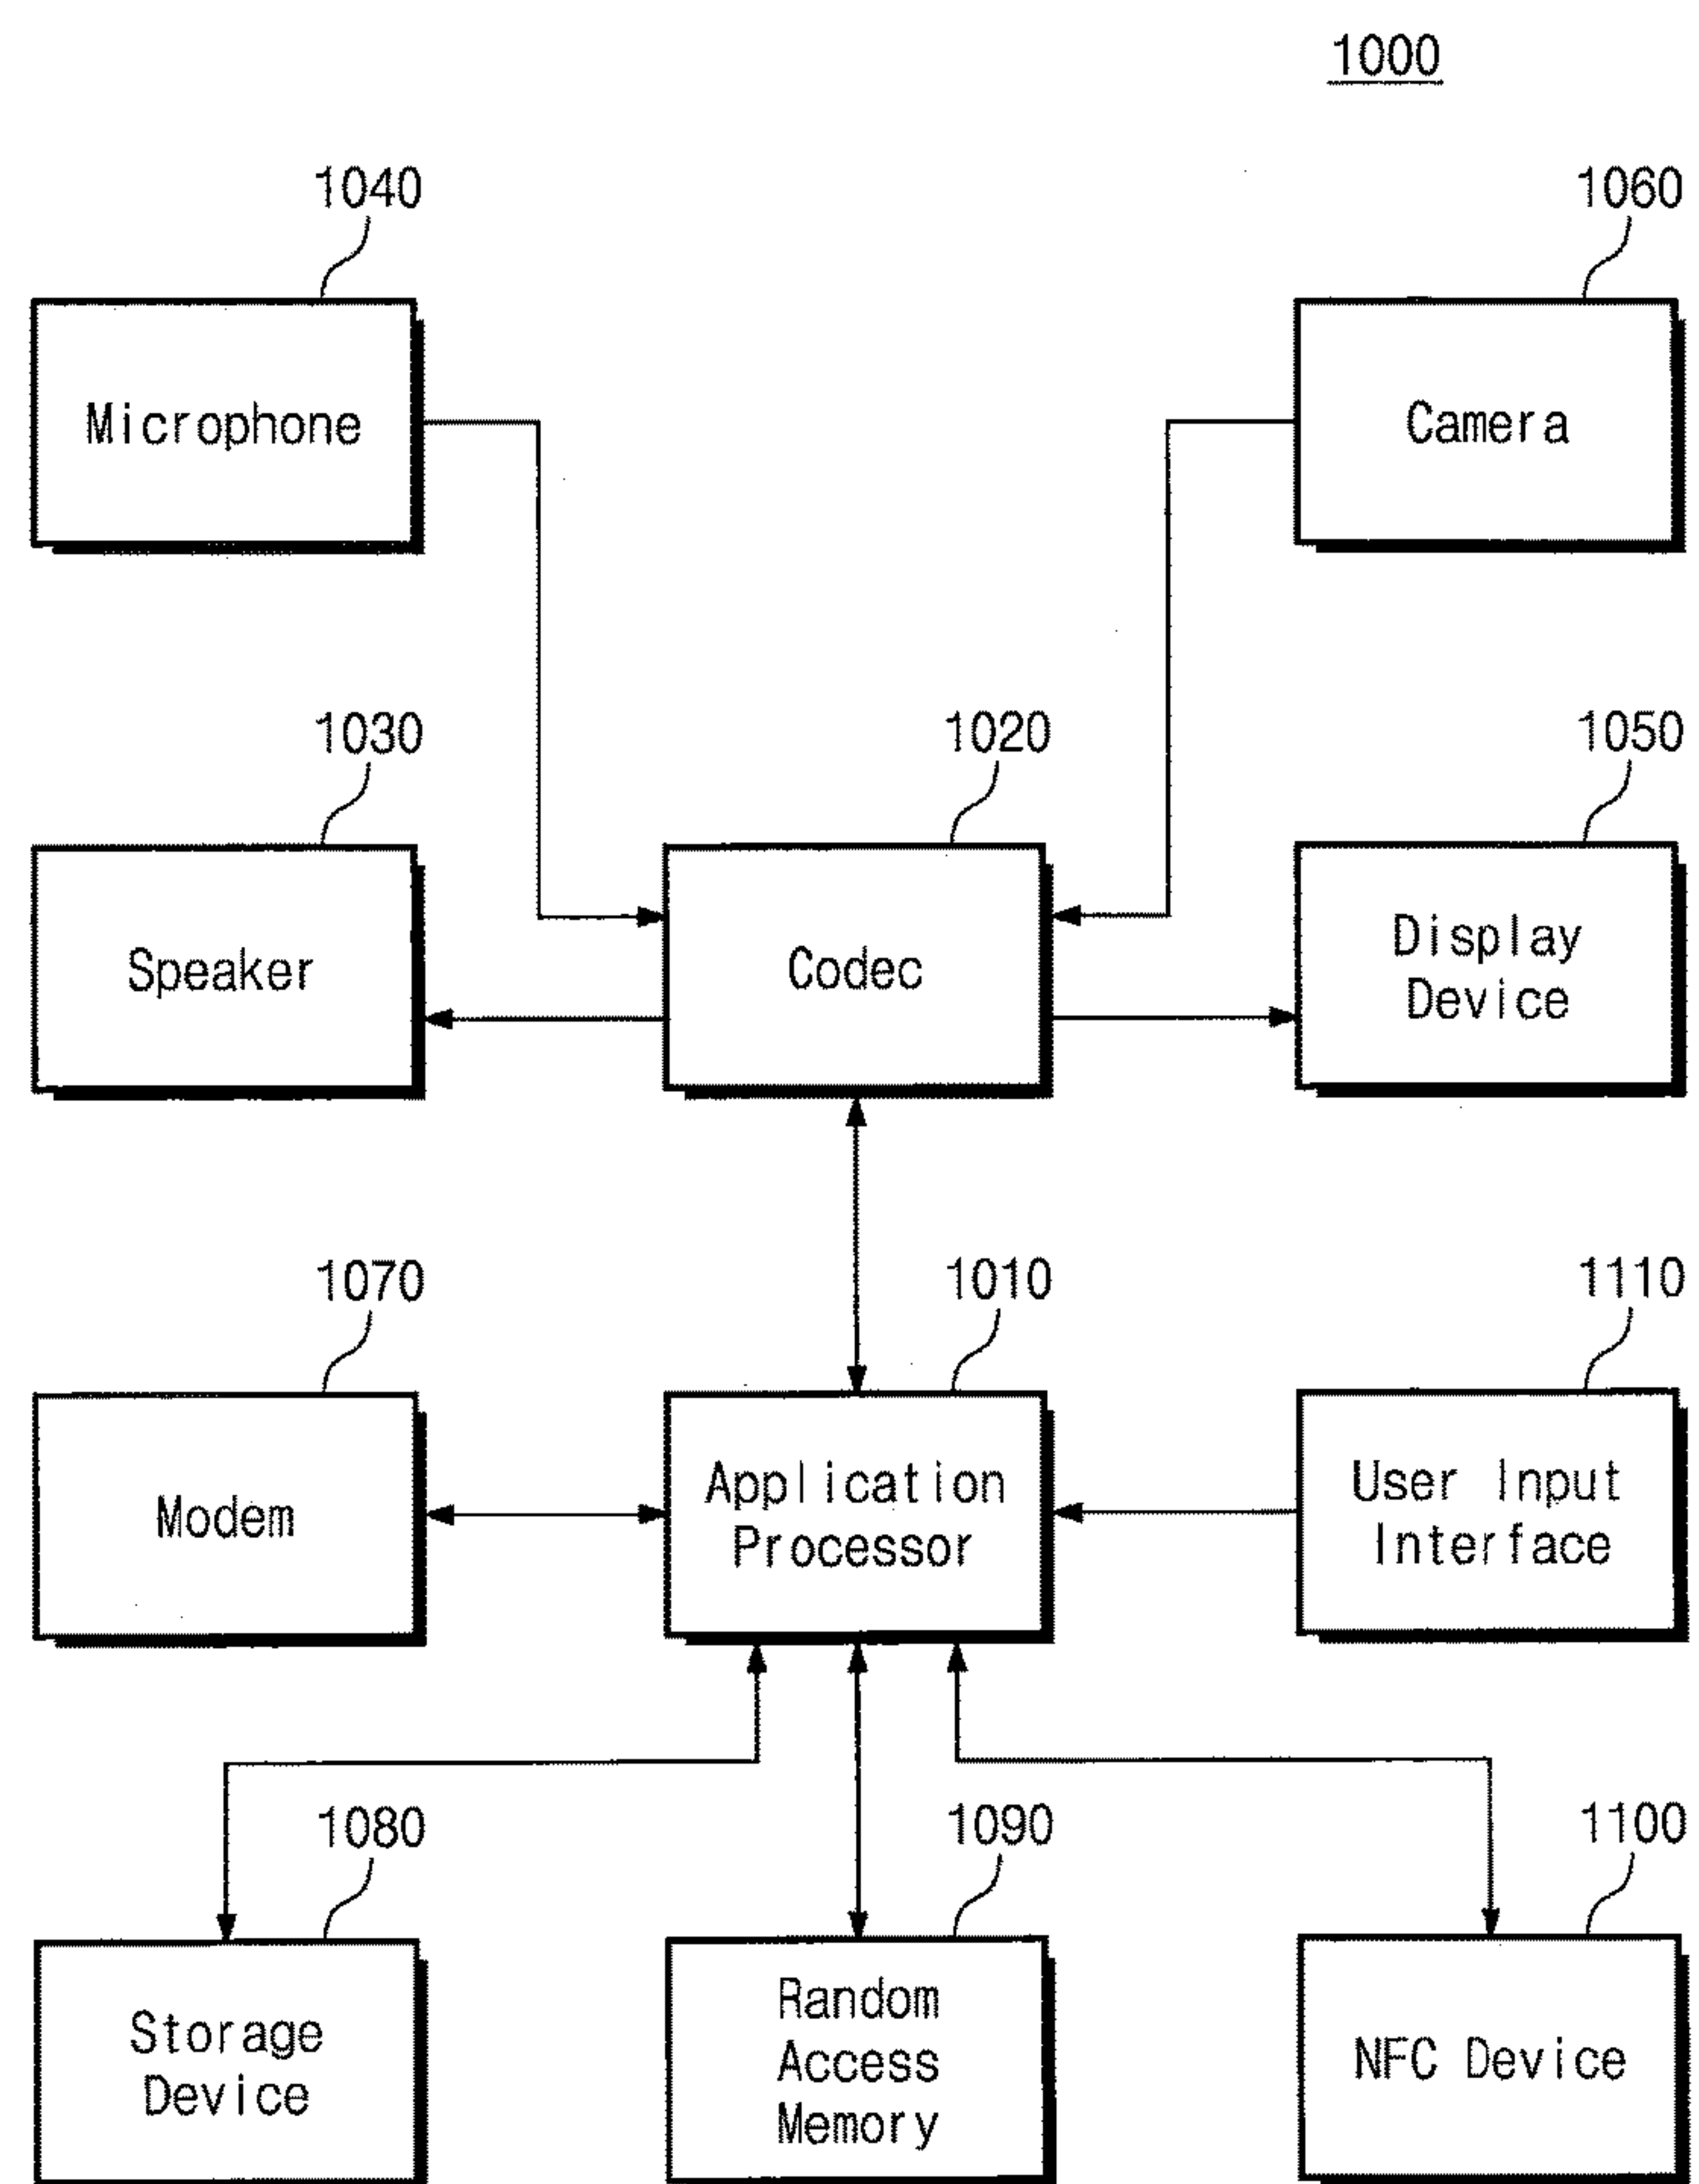 1000
1040
1060
Microphone
Camera
1030
1020
1050
Speaker
Codec
Display
Device
1070
1010
1110
Modem
Application
Processor
User Input
Interface
1080
1090
1100
Storage
Device
Random
Access
Memory
NFC Device